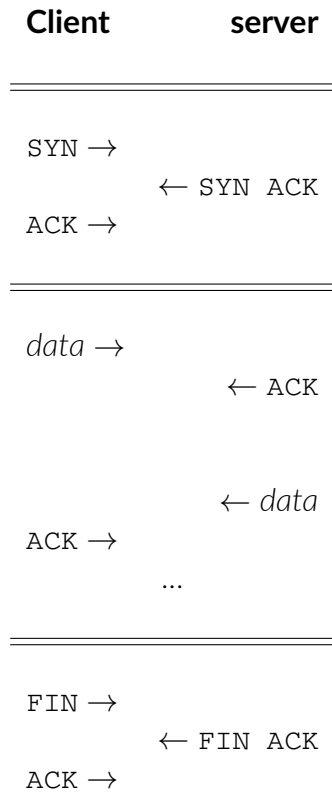 Client server
SYN →
← SYN ACK
ACK →
data →
← ACK
← data
ACK →
...
FIN →
← FIN ACK
ACK →